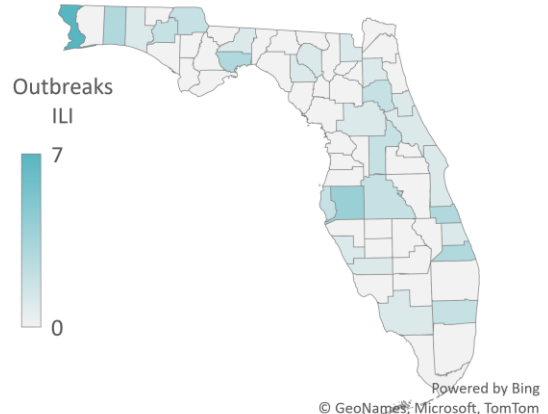 Outbreaks
ILI
7
0
Powered by Bing
© GeoNames, Microsoft, TomTom